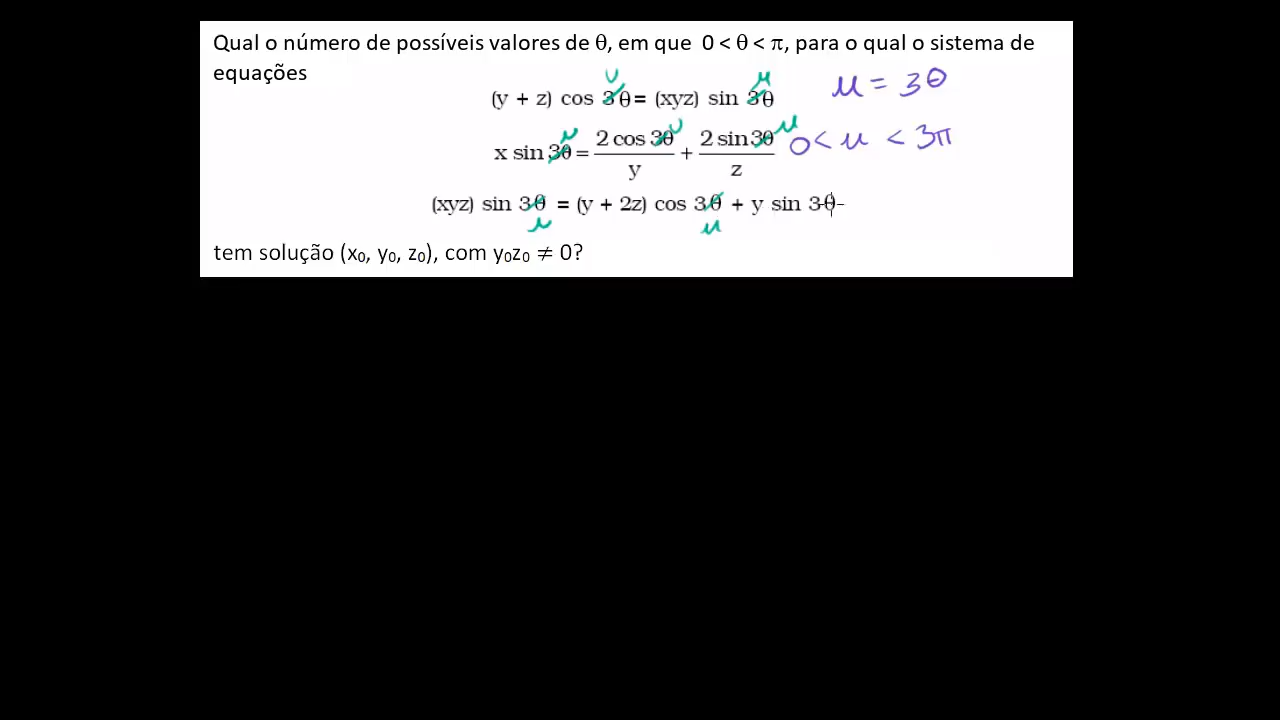 Qual o número de possíveis valores de θ, em que 0 < θ < π, para o qual o sistema de
equações
υ μ
(y + z) cos 3θ = (xyz) sin 3θ
μ = 3θ
μ υ μ
x sin 3θ = 2 cos 3θ / y + 2 sin 3θ / z
0 < μ < 3π
(xyz) sin 3θ = (y + 2z) cos 3θ + y sin 3θ
μ μ
tem solução (x₀, y₀, z₀), com y₀z₀ ≠ 0?